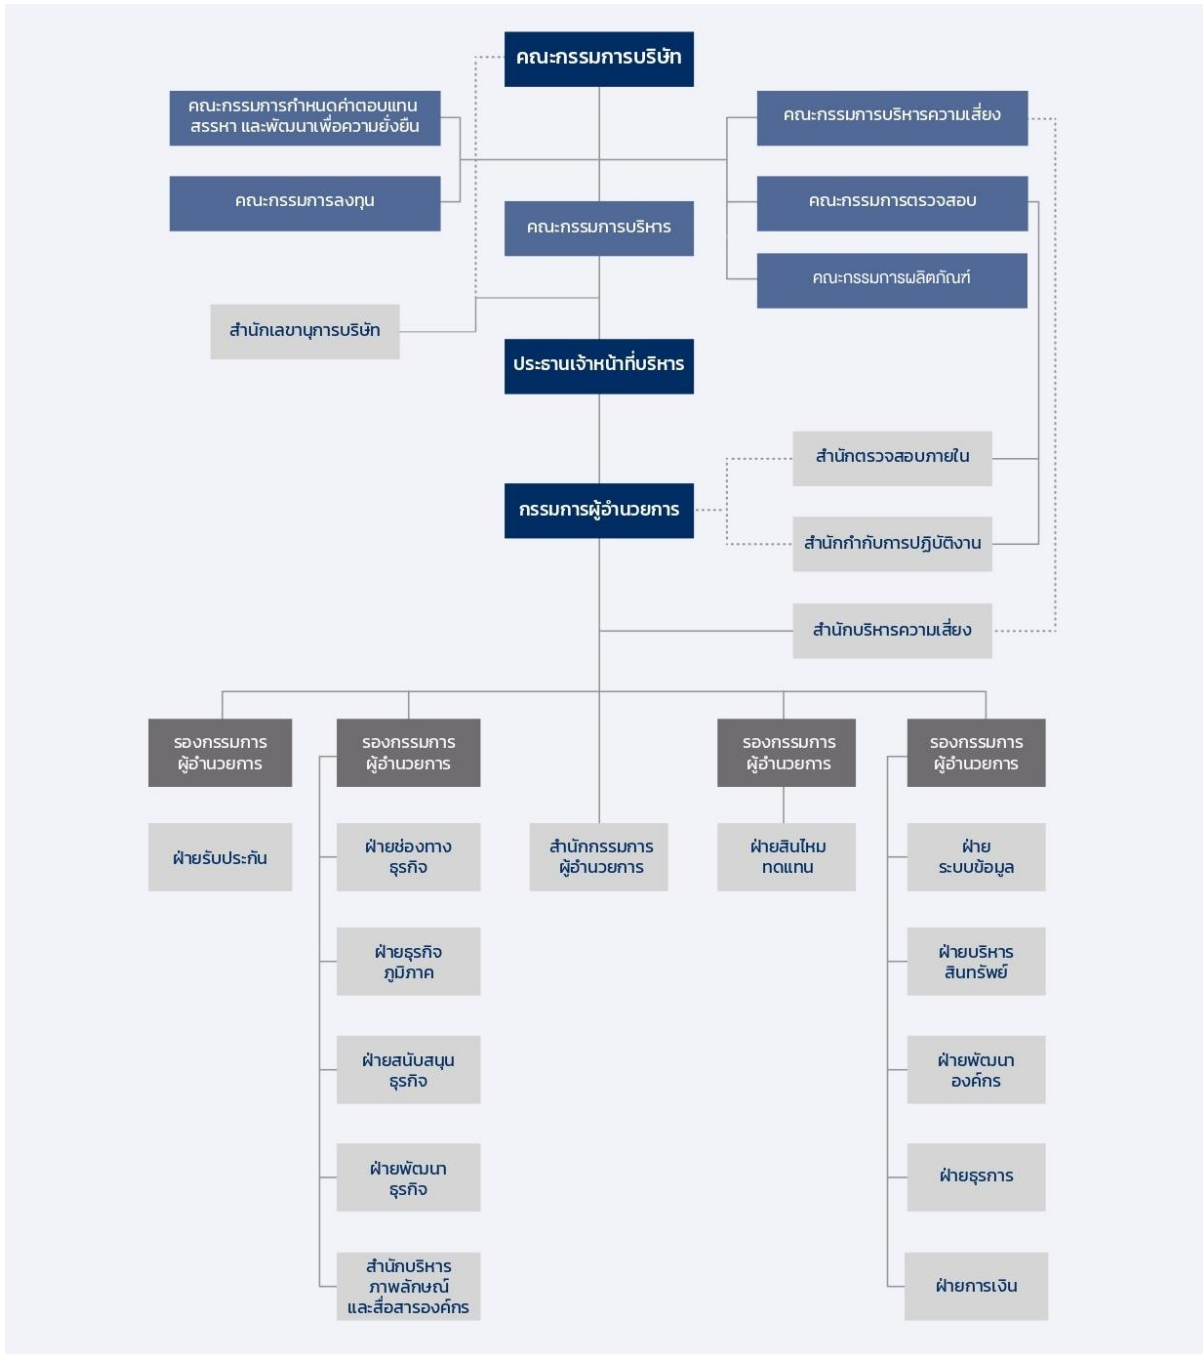 คณะกรรมการบริษัท
คณะกรรมการกำหนดค่าตอบแทน
สรรหา และพัฒนาเพื่อความยั่งยืน
คณะกรรมการบริหารความเสี่ยง
คณะกรรมการลงทุน
คณะกรรมการตรวจสอบ
คณะกรรมการบริหาร
คณะกรรมการผลิตภัณฑ์
สำนักเลขานุการบริษัท
ประธานเจ้าหน้าที่บริหาร
สำนักตรวจสอบภายใน
กรรมการผู้อำนวยการ
สำนักกำกับการปฏิบัติงาน
สำนักบริหารความเสี่ยง
รองกรรมการ
ผู้อำนวยการ
รองกรรมการ
ผู้อำนวยการ
รองกรรมการ
ผู้อำนวยการ
รองกรรมการ
ผู้อำนวยการ
ฝ่ายรับประกัน
ฝ่ายช่องทาง
ธุรกิจ
สำนักกรรมการ
ผู้อำนวยการ
ฝ่ายสินไหม
ทดแทน
ฝ่าย
ระบบข้อมูล
ฝ่ายธุรกิจ
ภูมิภาค
ฝ่ายบริหาร
สินทรัพย์
ฝ่ายสนับสนุน
ธุรกิจ
ฝ่ายพัฒนา
องค์กร
ฝ่ายพัฒนา
ธุรกิจ
ฝ่ายธุรการ
สำนักบริหาร
ภาพลักษณ์
และสื่อสารองค์กร
ฝ่ายการเงิน